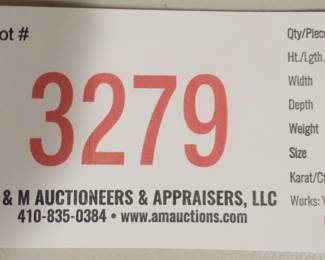 ot #
3279
& M AUCTIONEERS & APPRAISERS, LLC
410-835-0384 • www.amauctions.com
Qty/Piec
Ht./Lgth.
Width
Depth
Weight
Size
Karat/Ct
Works: Y